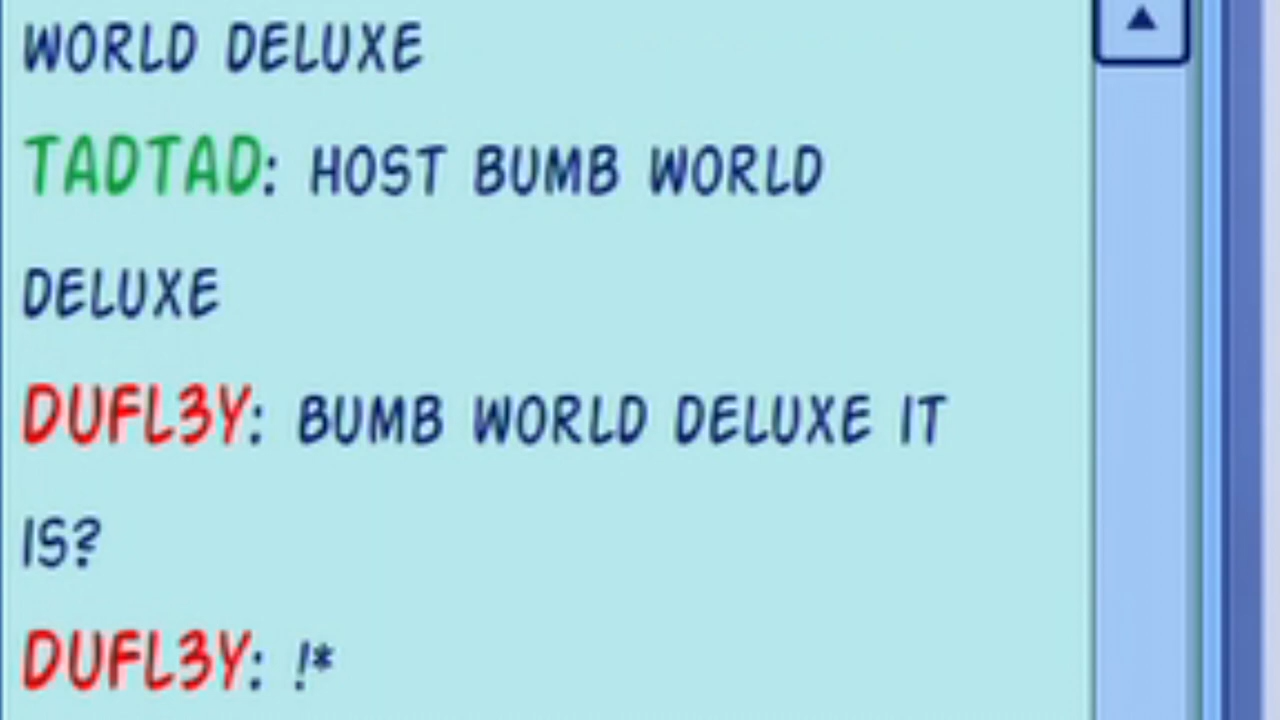 WORLD DELUXE
TADTAD: HOST BUMB WORLD
DELUXE
DUFL3Y: BUMB WORLD DELUXE IT
IS?
DUFL3Y: !*